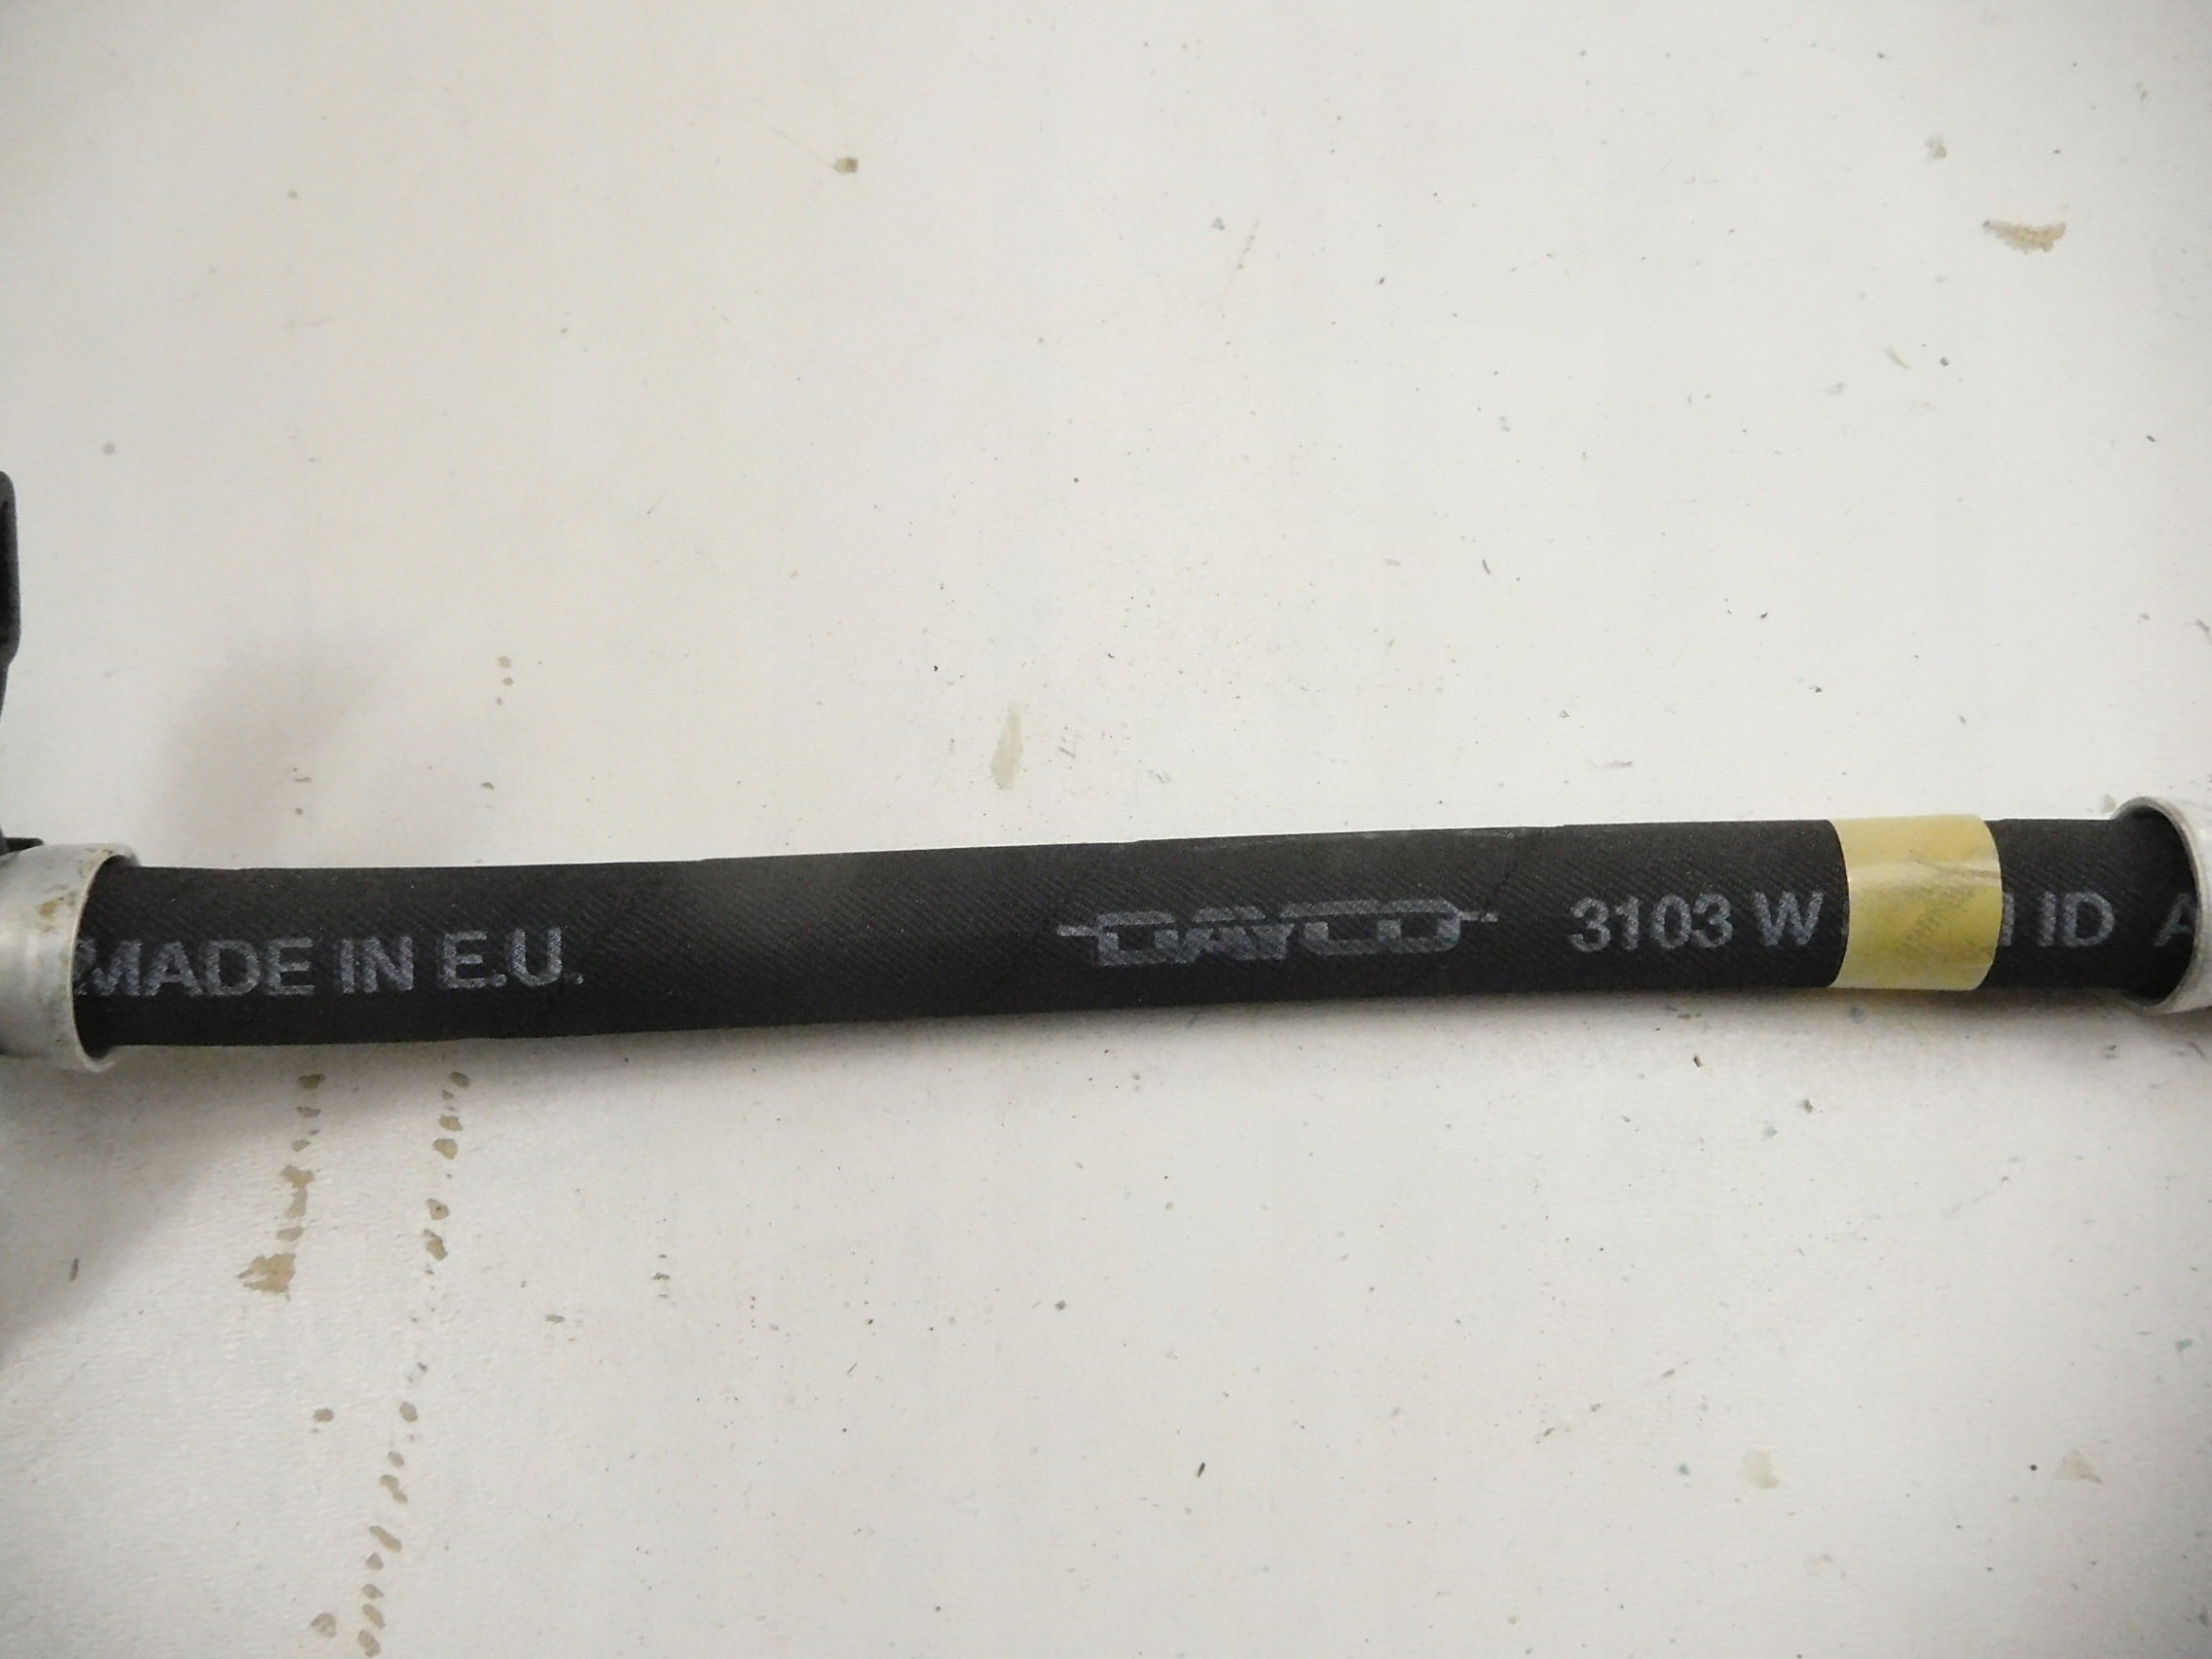 MADE IN E.U. DAYCO 3103 W ID